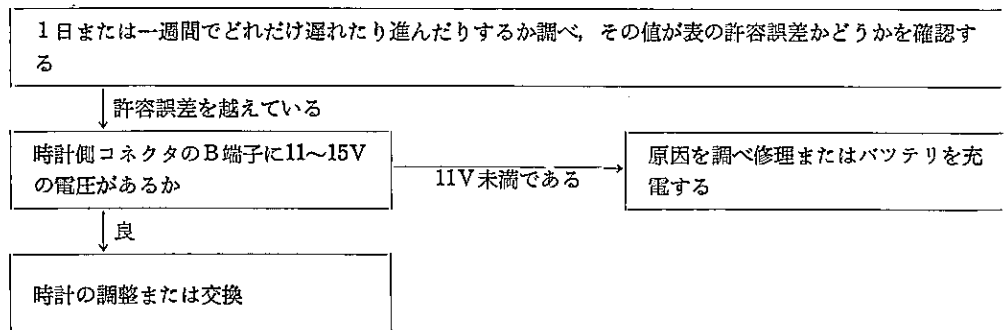 1日または一週間でどれだけ遅れたり進んだりするか調べ，その値が表の許容誤差かどうかを確認す
る
許容誤差を越えている
時計側コネクタのB端子に11～15V
の電圧があるか
11V未満である
原因を調べ修理またはバツテリを充
電する
良
時計の調整または交換